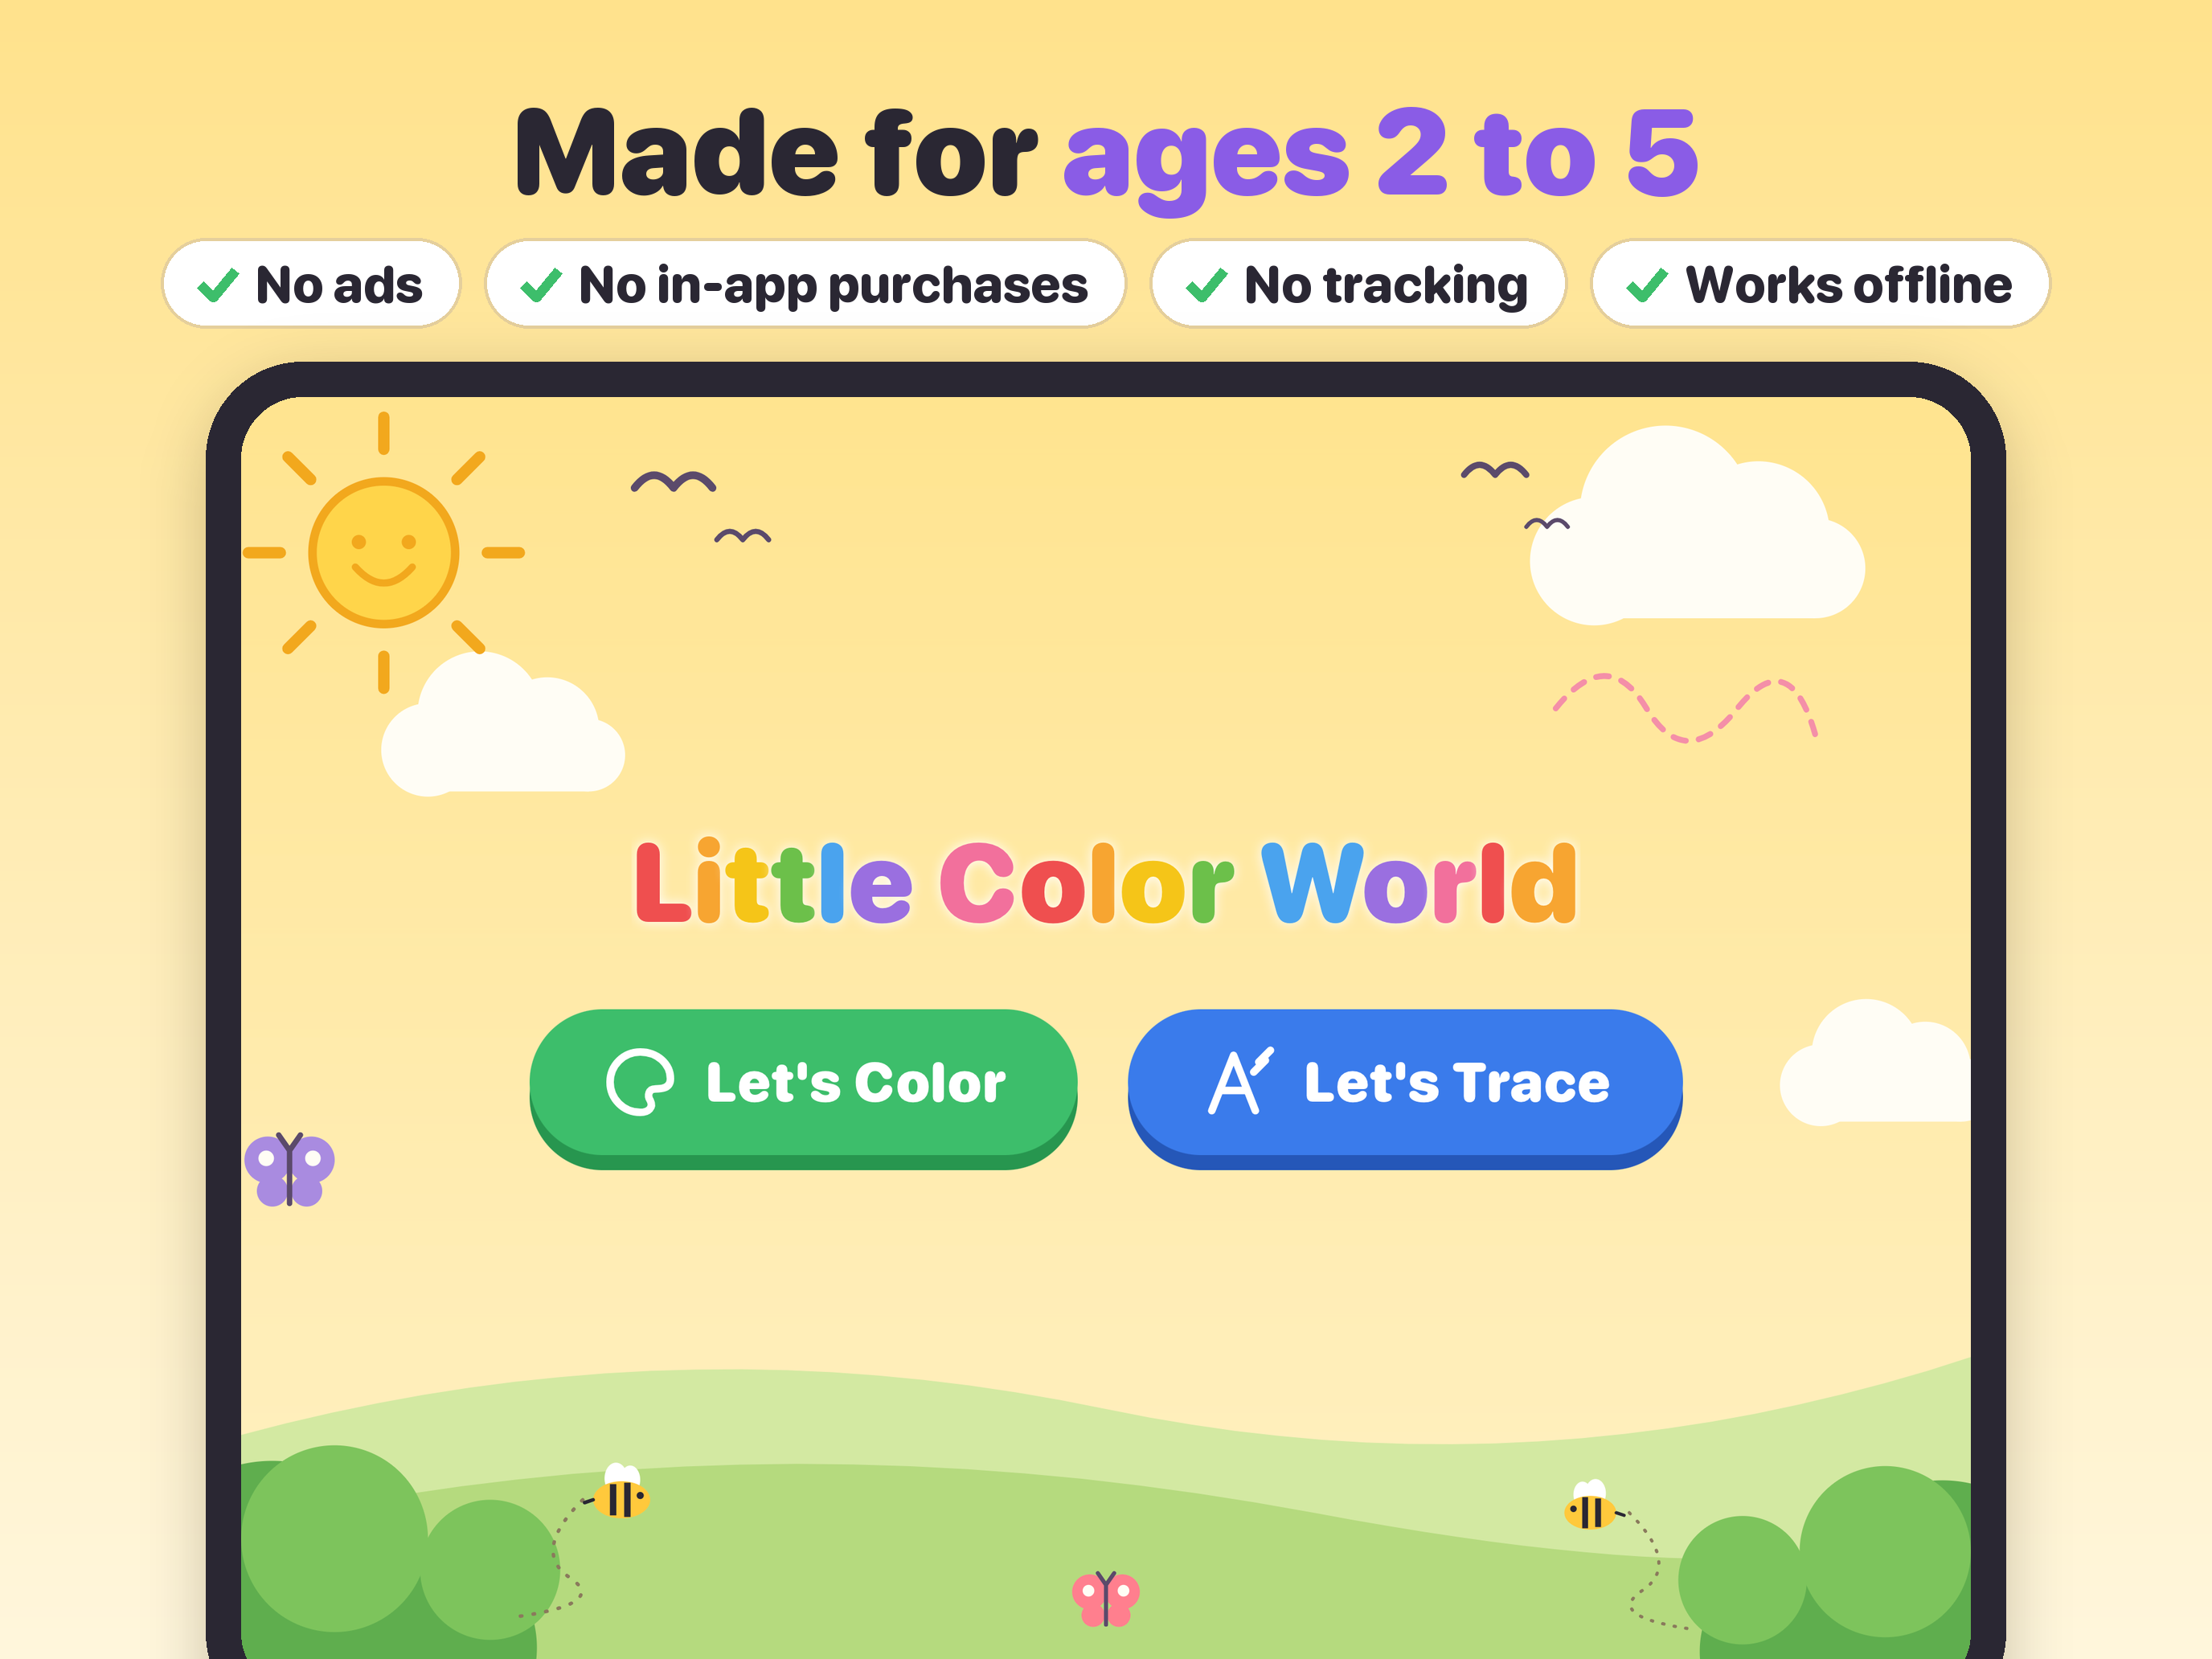 Made for ages 2 to 5
No ads No in-app purchases No tracking Works offline
Little Color World
Let's Color Let's Trace